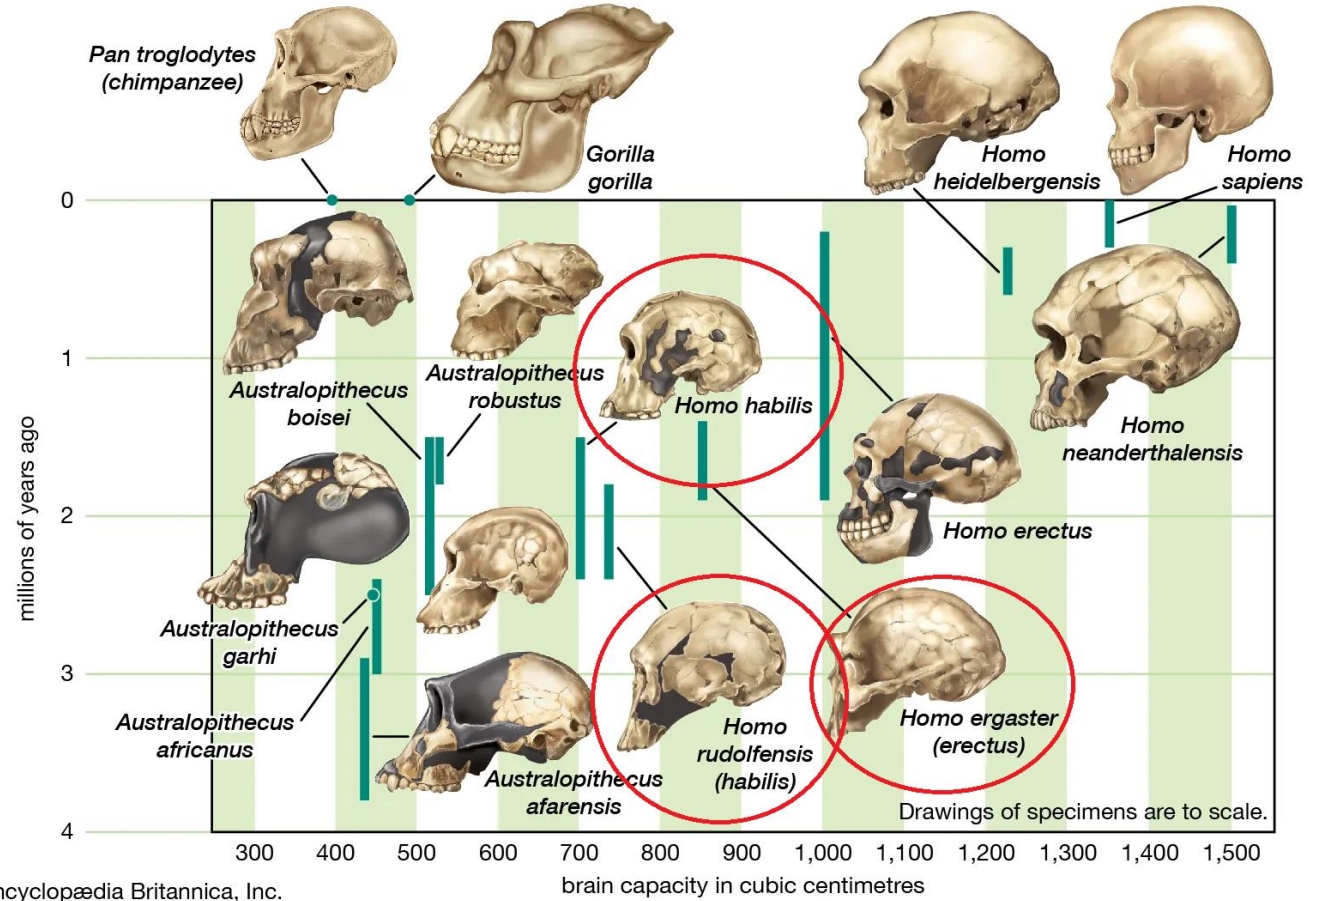 Pan troglodytes
(chimpanzee)
Gorilla
gorilla
Homo
heidelbergensis
Homo
sapiens
0
Australopithecus
boisei
Australopithecus
robustus
Homo habilis
Homo
neanderthalensis
1
Homo erectus
2
Australopithecus
garhi
Australopithecus
africanus
3
Australopithecus
afarensis
Homo
rudolfensis
(habilis)
Homo ergaster
(erectus)
Drawings of specimens are to scale.
4
millions of years ago
300 400 500 600 700 800 900 1,000 1,100 1,200 1,300 1,400 1,500
brain capacity in cubic centimetres
ncyclopædia Britannica, Inc.